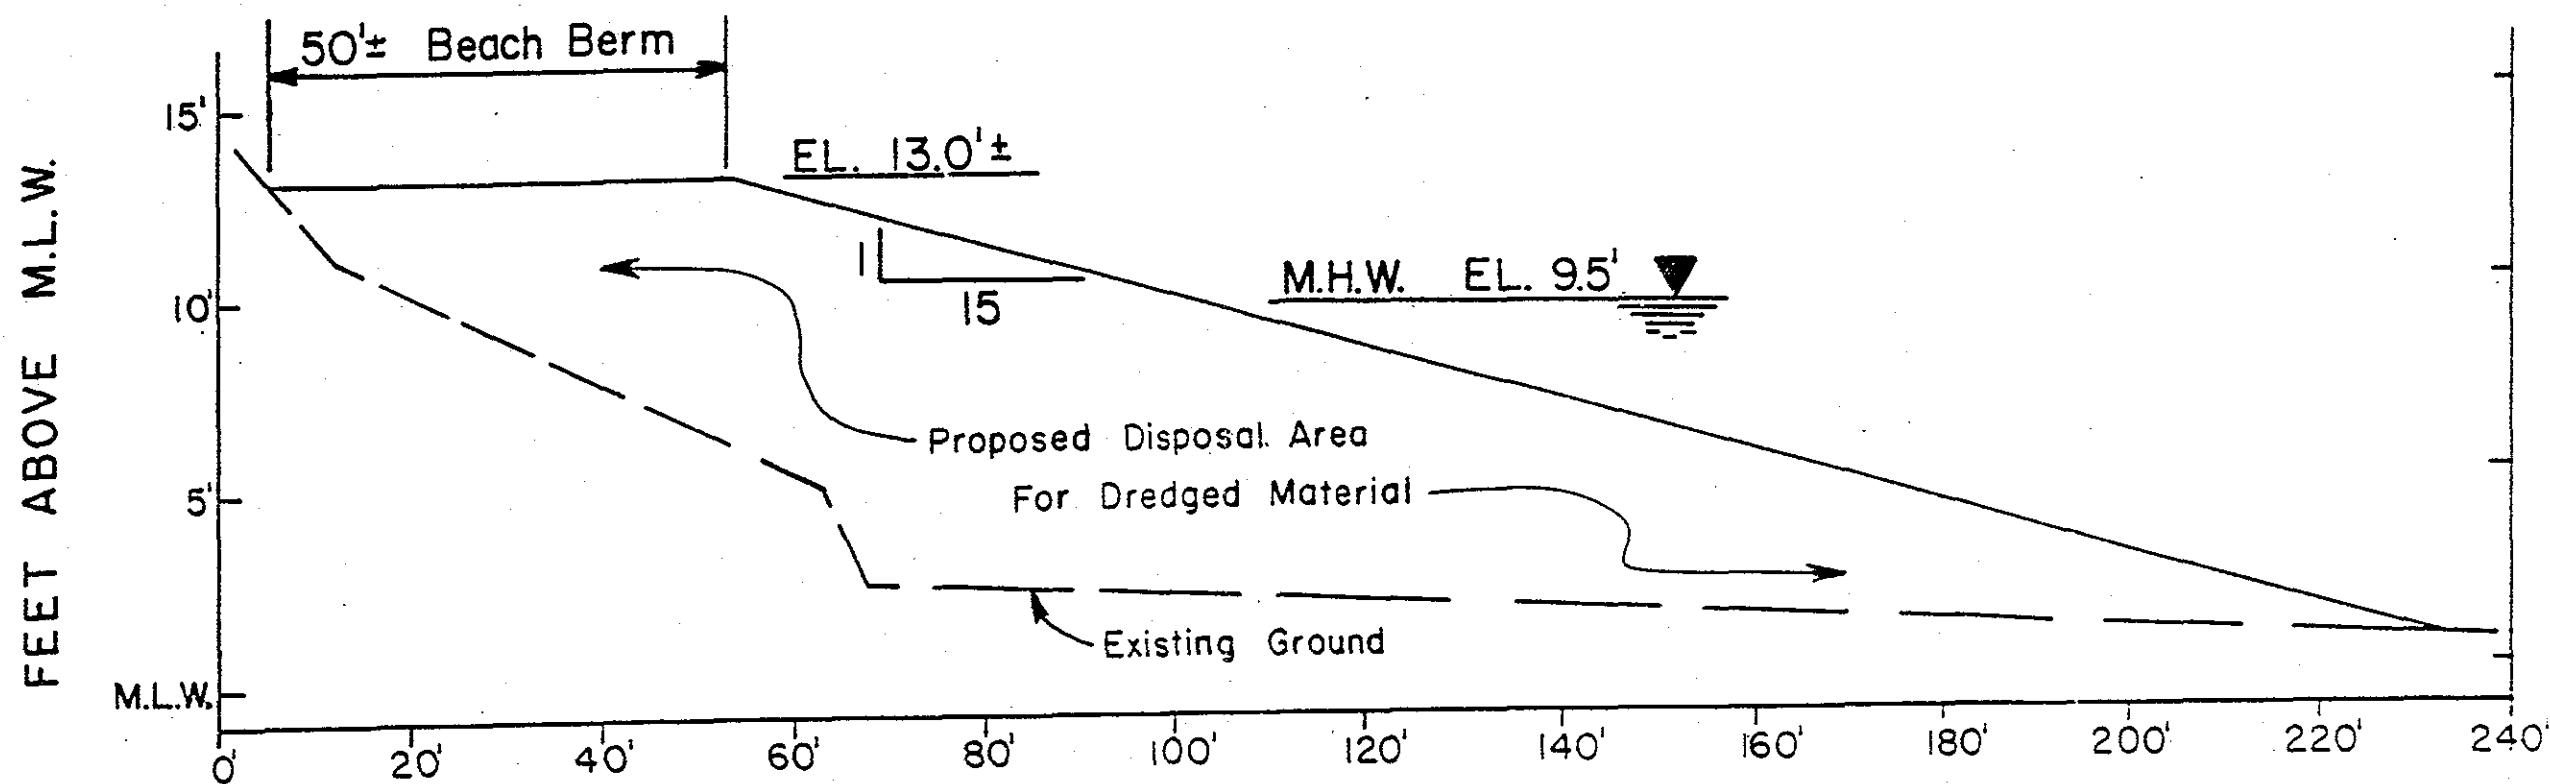 50'± Beach Berm
15'
EL. 13.0'±
1
15
M.H.W. EL. 9.5'
10'
5'
Proposed Disposal Area
For Dredged Material
Existing Ground
M.L.W.
FEET ABOVE M.L.W.
0' 20' 40' 60' 80' 100' 120' 140' 160' 180' 200' 220' 240'